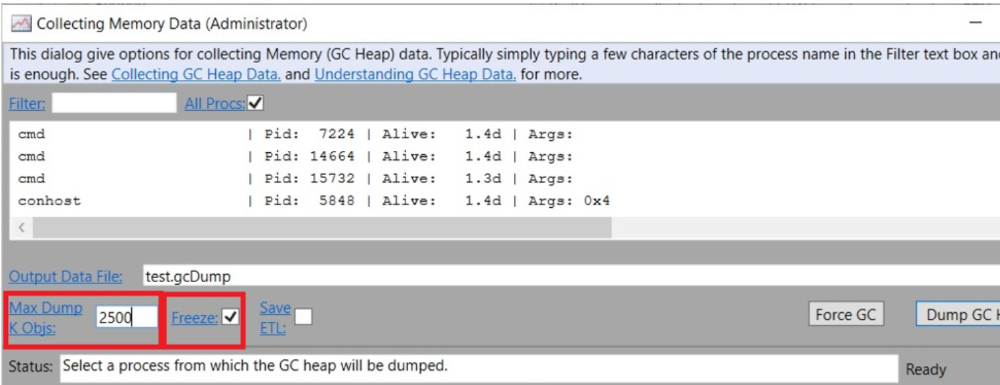 Collecting Memory Data (Administrator)
This dialog give options for collecting Memory (GC Heap) data. Typically simply typing a few characters of the process name in the Filter text box and
is enough. See Collecting GC Heap Data. and Understanding GC Heap Data. for more.
Filter: All Procs:
cmd | Pid: 7224 | Alive: 1.4d | Args:
cmd | Pid: 14664 | Alive: 1.4d | Args:
cmd | Pid: 15732 | Alive: 1.3d | Args:
conhost | Pid: 5848 | Alive: 1.4d | Args: 0x4
Output Data File: test.gcDump
Max Dump
K Objs: 2500 Freeze: Save
ETL: Force GC Dump GC
Status: Select a process from which the GC heap will be dumped. Ready